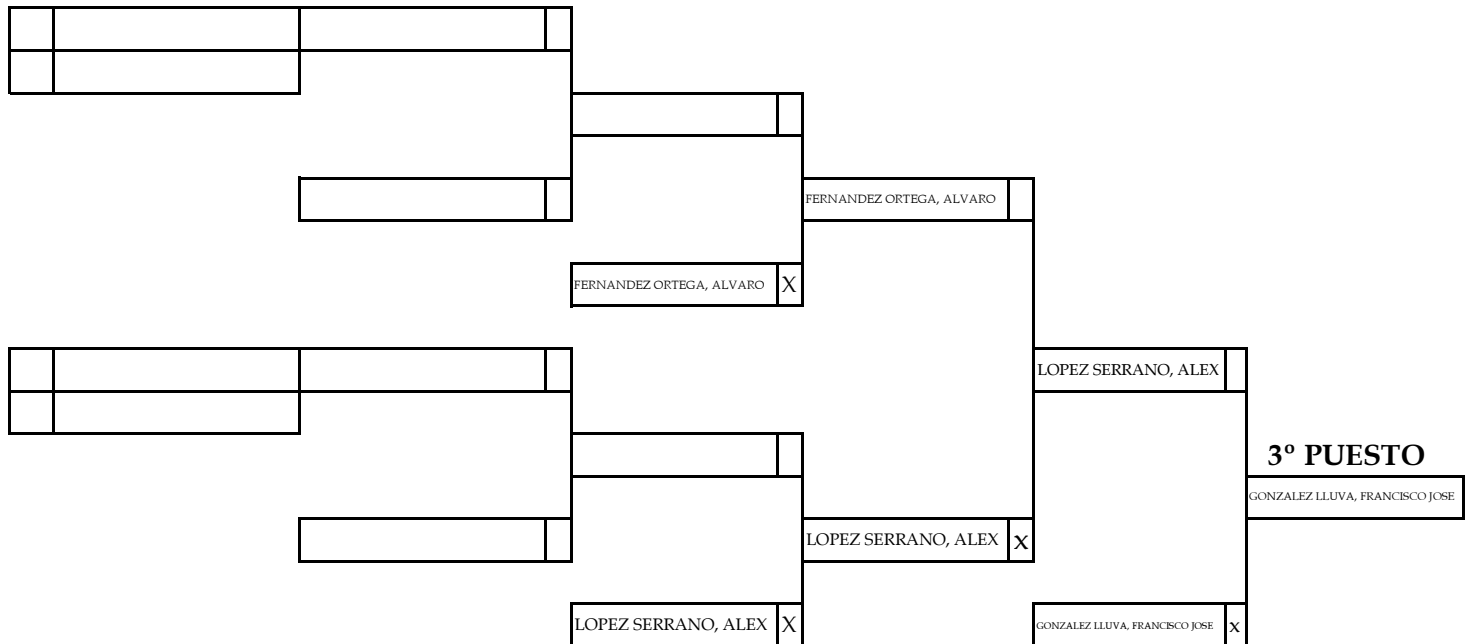 FERNANDEZ ORTEGA, ALVARO
FERNANDEZ ORTEGA, ALVARO X
LOPEZ SERRANO, ALEX
3º PUESTO
GONZALEZ LLUVA, FRANCISCO JOSE
LOPEZ SERRANO, ALEX x
LOPEZ SERRANO, ALEX X
GONZALEZ LLUVA, FRANCISCO JOSE x